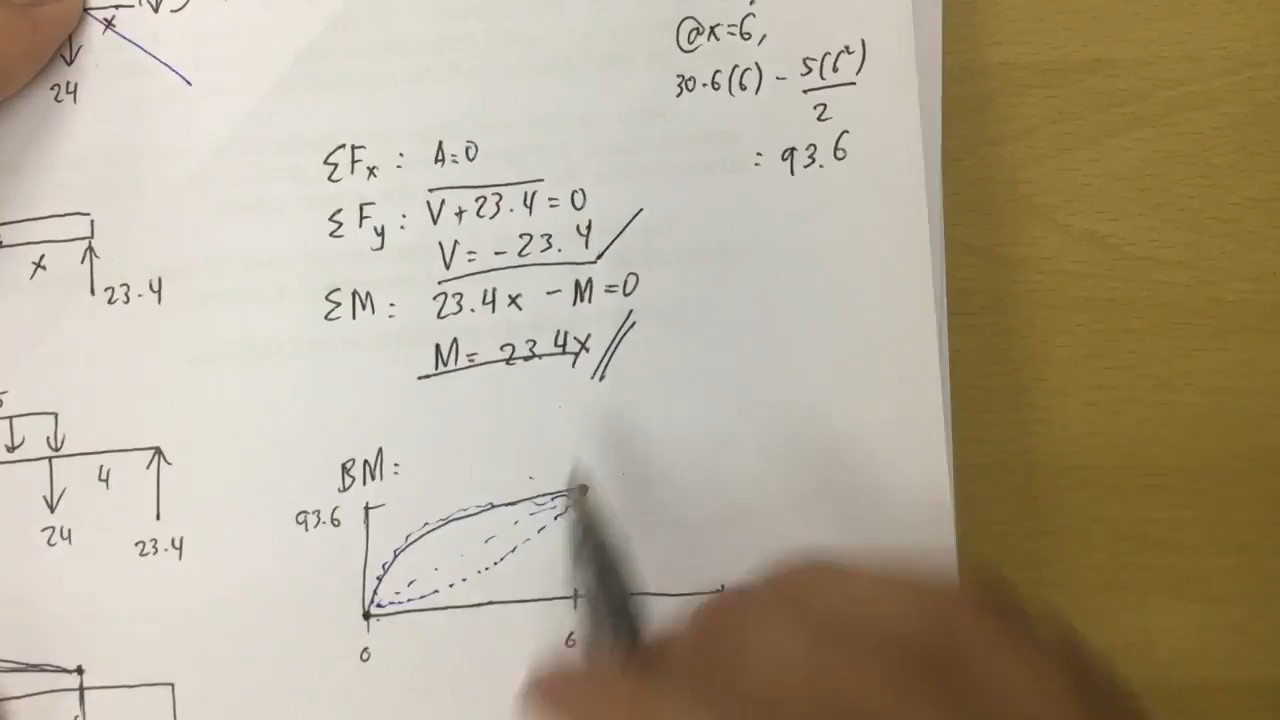 x
24
@x=6,
30.6(6) - 5(6²)
2
: 93.6
ΣFx : A=0
ΣFy : V+23.4=0
V= -23.4
ΣM : 23.4x - M=0
M= 23.4x
x
23.4
4
24
23.4
BM:
93.6
0
6